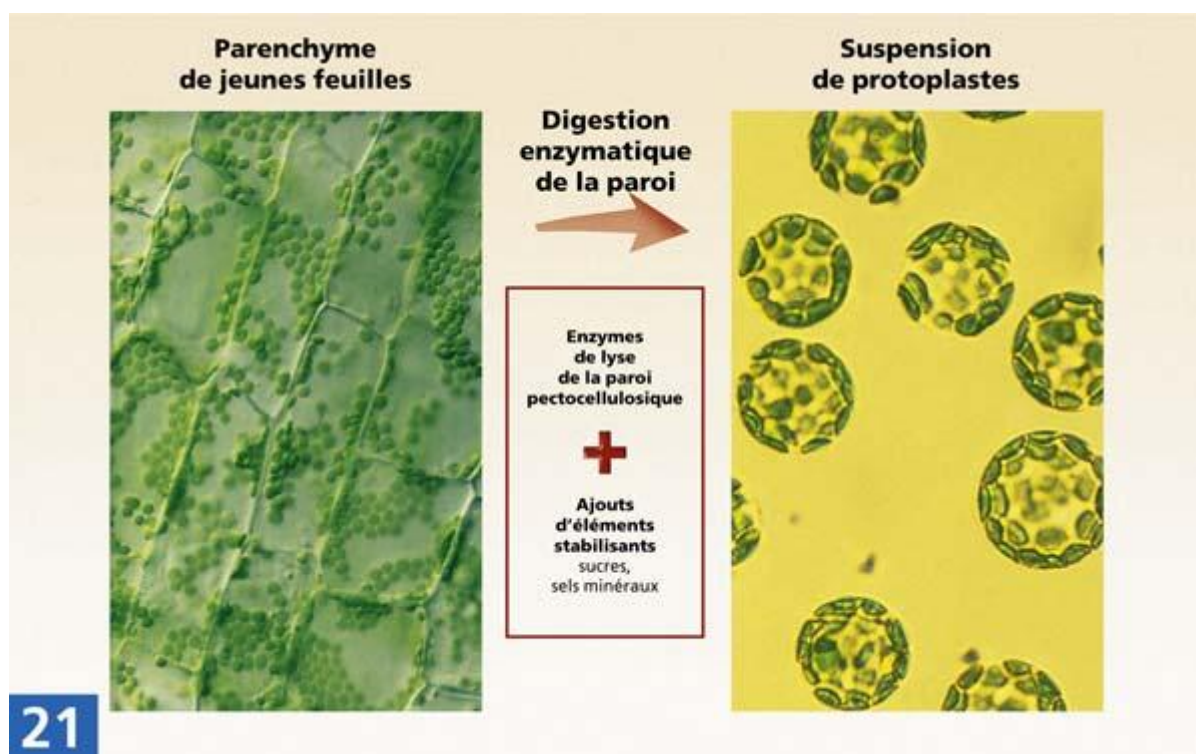 Parenchyme
de jeunes feuilles
Suspension
de protoplastes
Digestion
enzymatique
de la paroi
Enzymes
de lyse
de la paroi
pectocellulosique
Ajouts
d'éléments
stabilisants
sucres,
sels minéraux
21